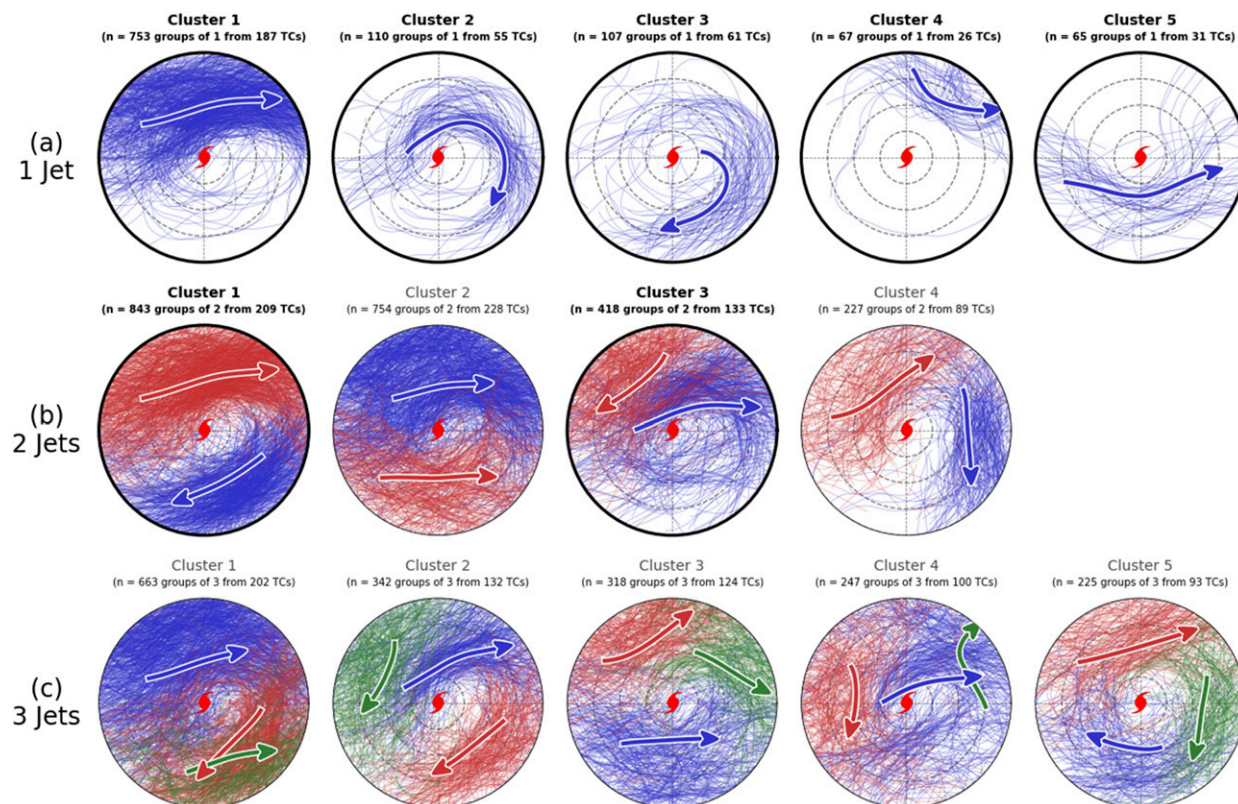 Cluster 1
(n = 753 groups of 1 from 187 TCs)
Cluster 2
(n = 110 groups of 1 from 55 TCs)
Cluster 3
(n = 107 groups of 1 from 61 TCs)
Cluster 4
(n = 67 groups of 1 from 26 TCs)
Cluster 5
(n = 65 groups of 1 from 31 TCs)
(a)
1 Jet
Cluster 1
(n = 843 groups of 2 from 209 TCs)
Cluster 2
(n = 754 groups of 2 from 228 TCs)
Cluster 3
(n = 418 groups of 2 from 133 TCs)
Cluster 4
(n = 227 groups of 2 from 89 TCs)
(b)
2 Jets
Cluster 1
(n = 663 groups of 3 from 202 TCs)
Cluster 2
(n = 342 groups of 3 from 132 TCs)
Cluster 3
(n = 318 groups of 3 from 124 TCs)
Cluster 4
(n = 247 groups of 3 from 100 TCs)
Cluster 5
(n = 225 groups of 3 from 93 TCs)
(c)
3 Jets